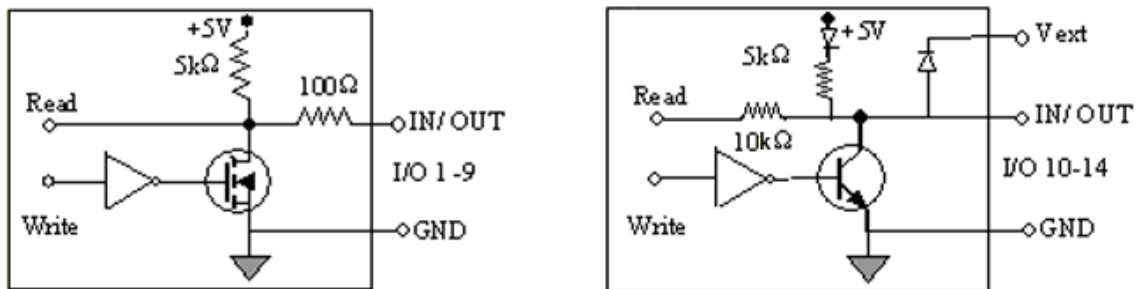 +5V
5kΩ
100Ω
Read
IN/ OUT
I/O 1 -9
Write
GND
+5V
Vext
5kΩ
Read
IN/ OUT
10kΩ
I/O 10-14
Write
GND